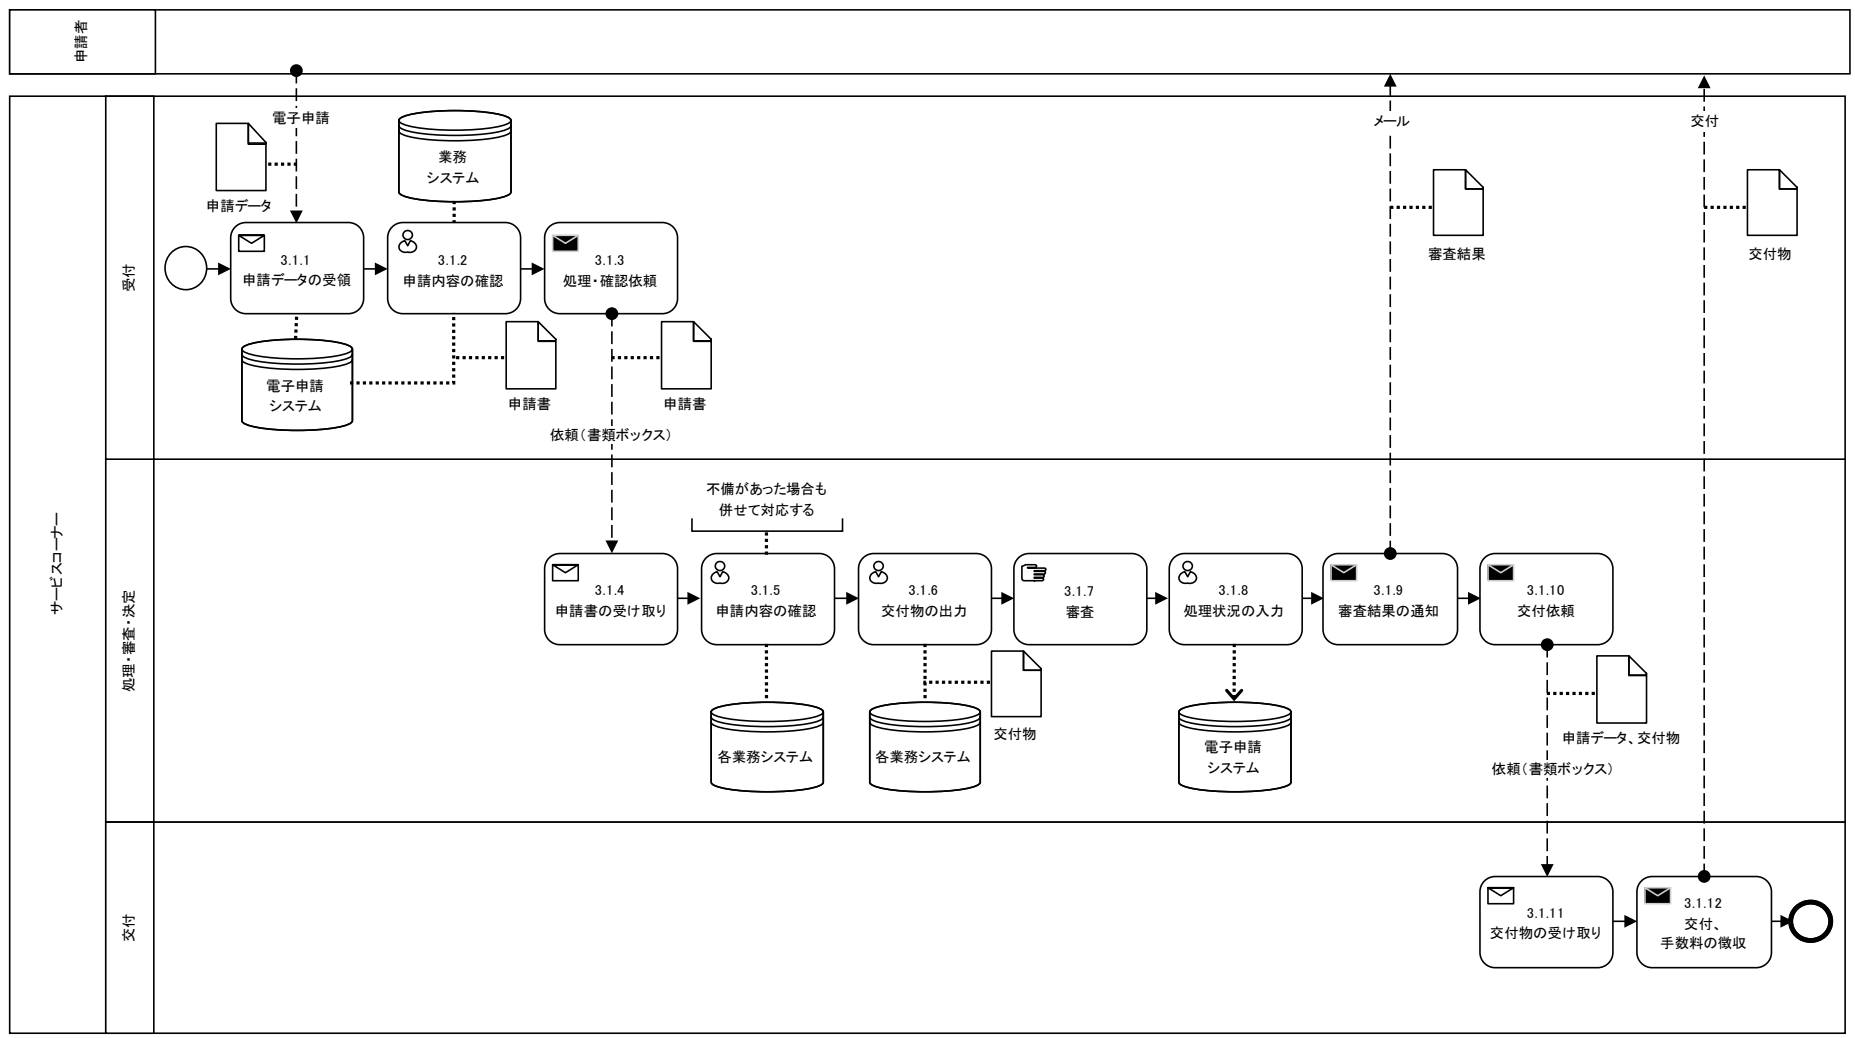 申請者
サービスコーナー
受付
電子申請
申請データ
業務
システム
3.1.1
申請データの受領
3.1.2
申請内容の確認
3.1.3
処理・確認依頼
電子申請
システム
申請書
申請書
依頼（書類ボックス）
メール
審査結果
交付
交付物
処理・審査・決定
不備があった場合も
併せて対応する
3.1.4
申請書の受け取り
3.1.5
申請内容の確認
3.1.6
交付物の出力
3.1.7
審査
3.1.8
処理状況の入力
3.1.9
審査結果の通知
3.1.10
交付依頼
各業務システム
各業務システム
交付物
電子申請
システム
申請データ、交付物
依頼（書類ボックス）
交付
3.1.11
交付物の受け取り
3.1.12
交付、
手数料の徴収